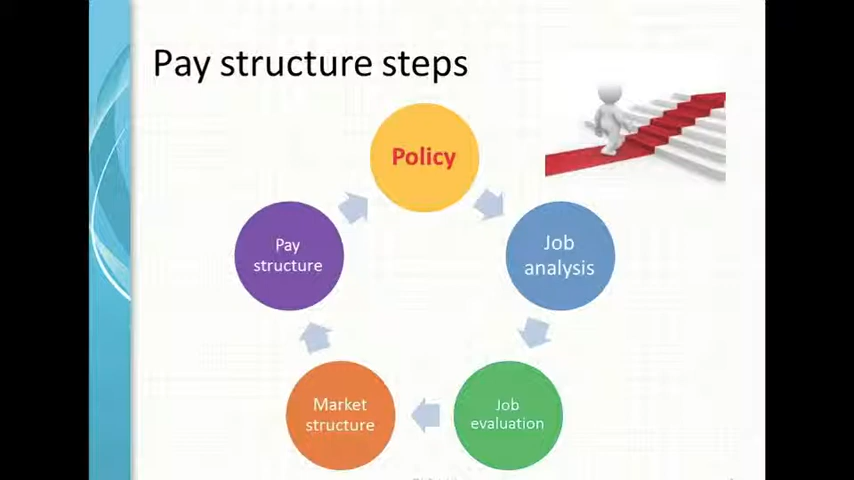 Pay structure steps
Policy
Job
analysis
Job
evaluation
Market
structure
Pay
structure